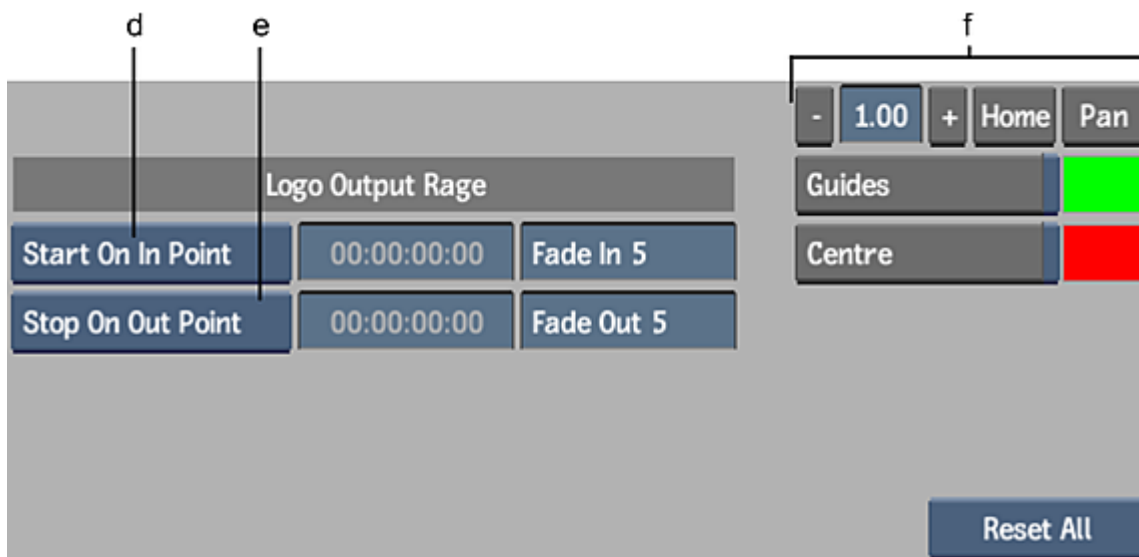 d e f
- 1.00 + Home Pan
Logo Output Rage
Guides
Start On In Point 00:00:00:00 Fade In 5
Centre
Stop On Out Point 00:00:00:00 Fade Out 5
Reset All